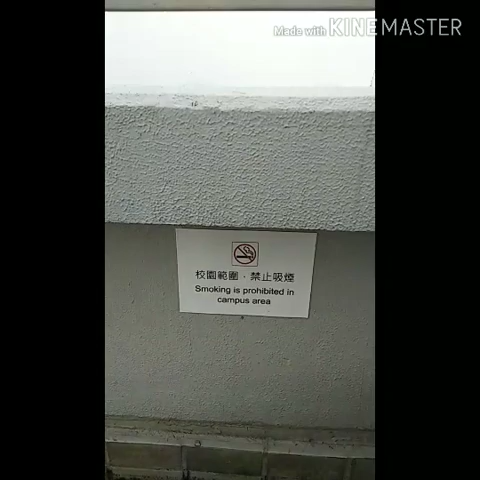 Made with KINEMASTER
校園範圍，禁止吸煙
Smoking is prohibited in
campus area